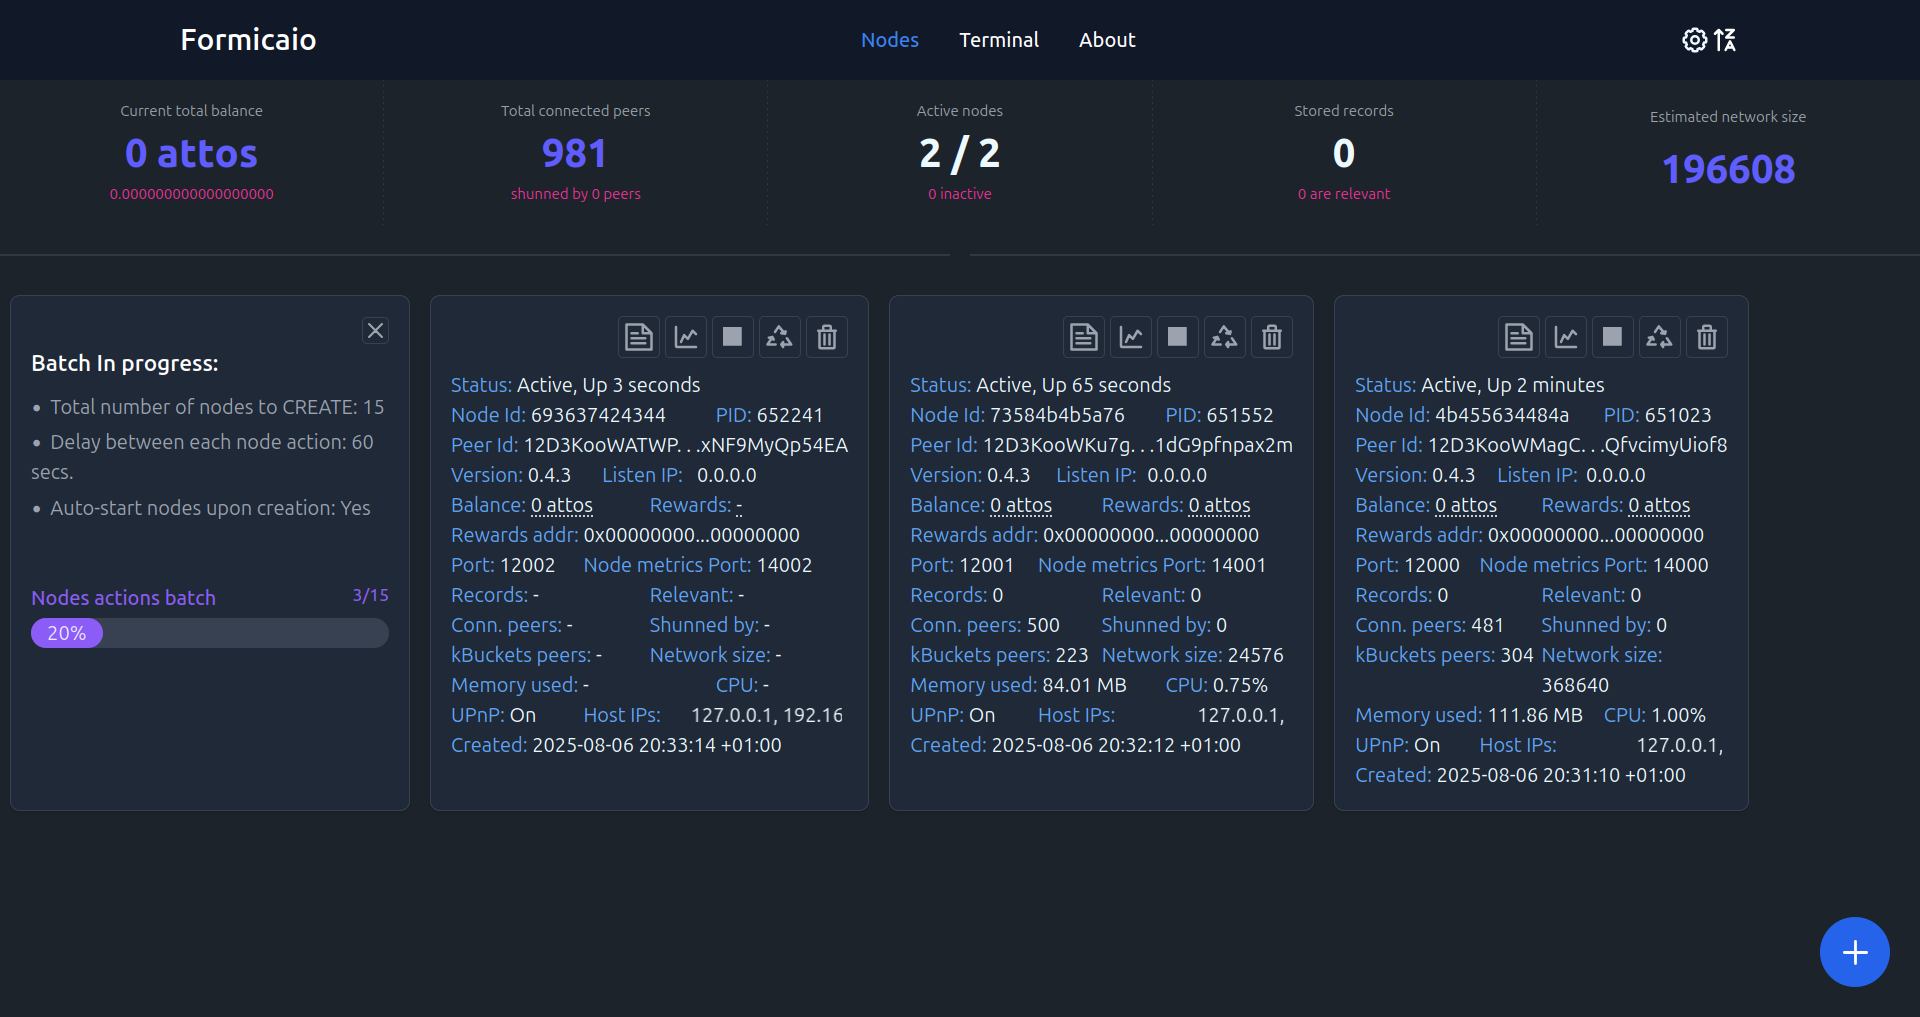 Formicaio
Nodes
Terminal
About
Current total balance
0 attos
0.000000000000000000
Total connected peers
981
shunned by 0 peers
Active nodes
2 / 2
0 inactive
Stored records
0
0 are relevant
Estimated network size
196608
Batch In progress:
• Total number of nodes to CREATE: 15
• Delay between each node action: 60
secs.
• Auto-start nodes upon creation: Yes
Nodes actions batch 3/15
20%
Status: Active, Up 3 seconds
Node Id: 693637424344 PID: 652241
Peer Id: 12D3KooWATWP. . .xNF9MyQp54EA
Version: 0.4.3 Listen IP: 0.0.0.0
Balance: 0 attos Rewards: -
Rewards addr: 0x00000000...00000000
Port: 12002 Node metrics Port: 14002
Records: - Relevant: -
Conn. peers: - Shunned by: -
kBuckets peers: - Network size: -
Memory used: - CPU: -
UPnP: On Host IPs: 127.0.0.1, 192.16
Created: 2025-08-06 20:33:14 +01:00
Status: Active, Up 65 seconds
Node Id: 73584b4b5a76 PID: 651552
Peer Id: 12D3KooWKu7g. . .1dG9pfnpax2m
Version: 0.4.3 Listen IP: 0.0.0.0
Balance: 0 attos Rewards: 0 attos
Rewards addr: 0x00000000...00000000
Port: 12001 Node metrics Port: 14001
Records: 0 Relevant: 0
Conn. peers: 500 Shunned by: 0
kBuckets peers: 223 Network size: 24576
Memory used: 84.01 MB CPU: 0.75%
UPnP: On Host IPs: 127.0.0.1,
Created: 2025-08-06 20:32:12 +01:00
Status: Active, Up 2 minutes
Node Id: 4b455634484a PID: 651023
Peer Id: 12D3KooWMagC. . .QfvcimyUiof8
Version: 0.4.3 Listen IP: 0.0.0.0
Balance: 0 attos Rewards: 0 attos
Rewards addr: 0x00000000...00000000
Port: 12000 Node metrics Port: 14000
Records: 0 Relevant: 0
Conn. peers: 481 Shunned by: 0
kBuckets peers: 304 Network size:
368640
Memory used: 111.86 MB CPU: 1.00%
UPnP: On Host IPs: 127.0.0.1,
Created: 2025-08-06 20:31:10 +01:00